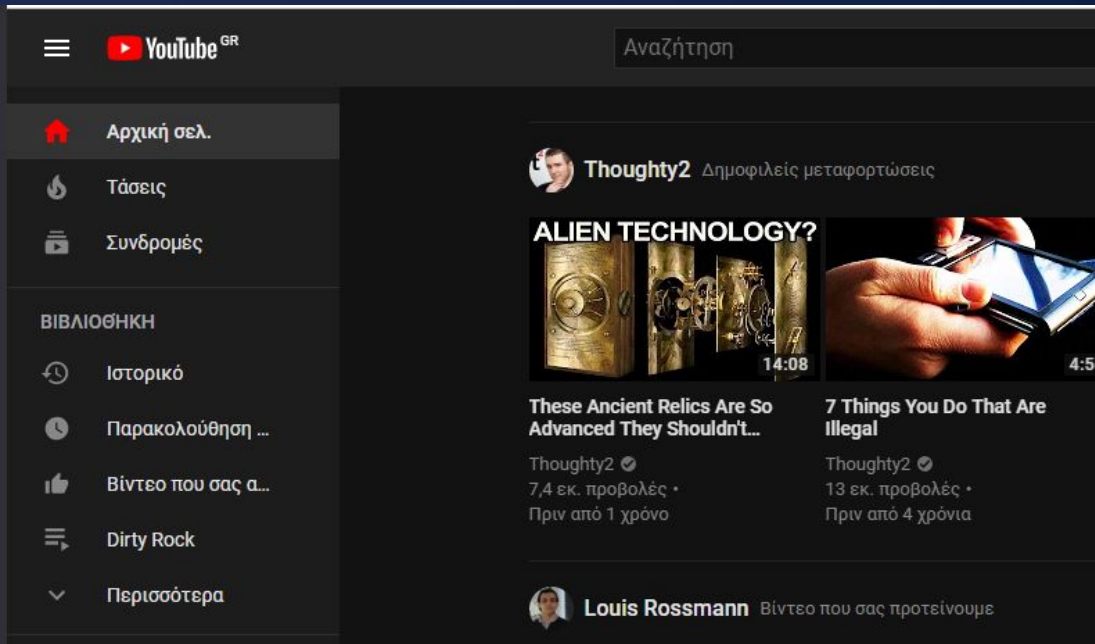 YouTube GR
Αναζήτηση
Αρχική σελ.
Τάσεις
Συνδρομές
ΒΙΒΛΙΟΘΉΚΗ
Ιστορικό
Παρακολούθηση ...
Βίντεο που σας α...
Dirty Rock
Περισσότερα
Thoughty2 Δημοφιλείς μεταφορτώσεις
ALIEN TECHNOLOGY?
14:08
These Ancient Relics Are So
Advanced They Shouldn't...
Thoughty2
7,4 εκ. προβολές •
Πριν από 1 χρόνο
4:5
7 Things You Do That Are
Illegal
Thoughty2
13 εκ. προβολές •
Πριν από 4 χρόνια
Louis Rossmann Βίντεο που σας προτείνουμε